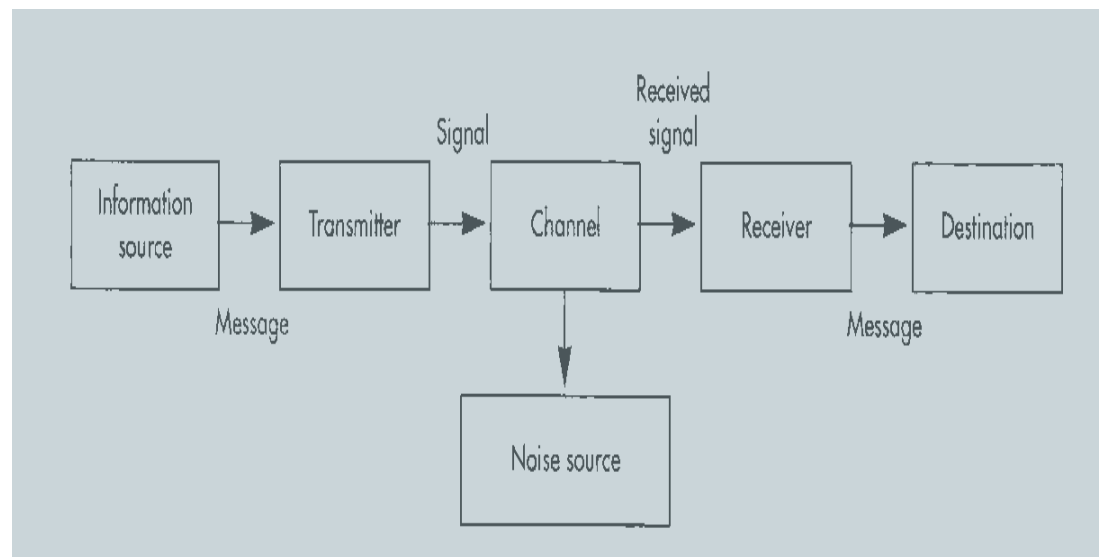 Received
signal
Signal
Information
source
Transmitter
Channel
Receiver
Destination
Message
Message
Noise source